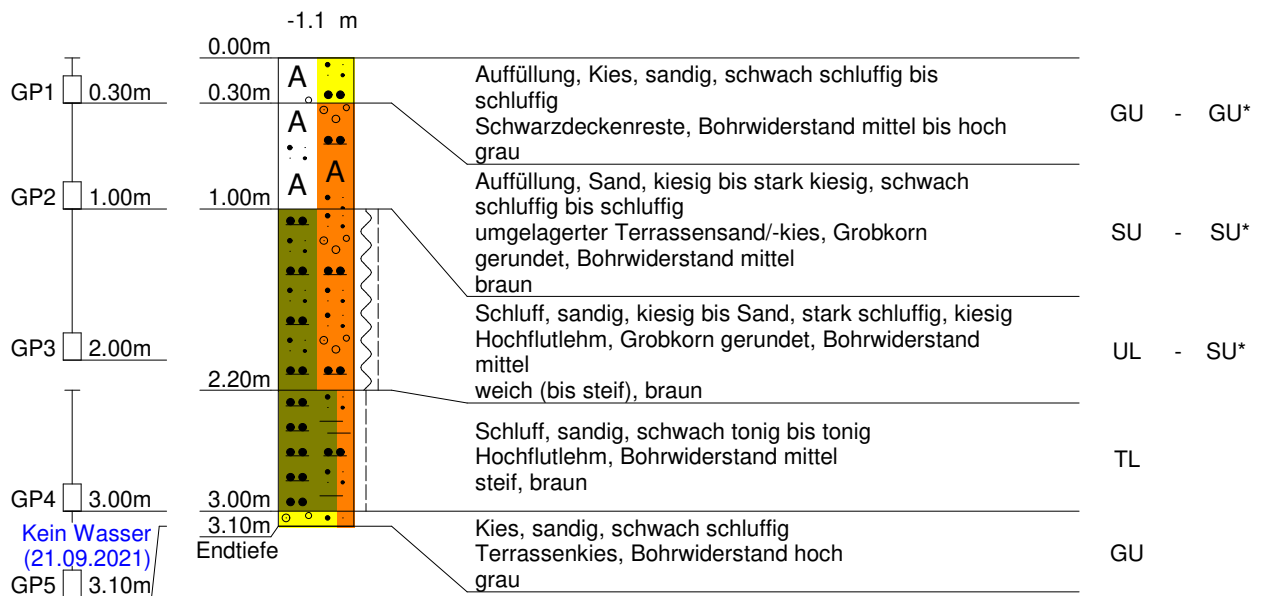 -1.1 m
0.00m
GP1 0.30m
0.30m
A
A
A
A
Auffüllung, Kies, sandig, schwach schluffig bis
schluffig
Schwarzdeckenreste, Bohrwiderstand mittel bis hoch
grau
GU - GU*
GP2 1.00m
1.00m
Auffüllung, Sand, kiesig bis stark kiesig, schwach
schluffig bis schluffig
umgelagerter Terrassensand/-kies, Grobkorn
gerundet, Bohrwiderstand mittel
braun
SU - SU*
GP3 2.00m
2.20m
Schluff, sandig, kiesig bis Sand, stark schluffig, kiesig
Hochflutlehm, Grobkorn gerundet, Bohrwiderstand
mittel
weich (bis steif), braun
UL - SU*
GP4 3.00m
3.00m
Schluff, sandig, schwach tonig bis tonig
Hochflutlehm, Bohrwiderstand mittel
steif, braun
TL
Kein Wasser
(21.09.2021)
GP5 3.10m
3.10m
Endtiefe
Kies, sandig, schwach schluffig
Terrassenkies, Bohrwiderstand hoch
grau
GU